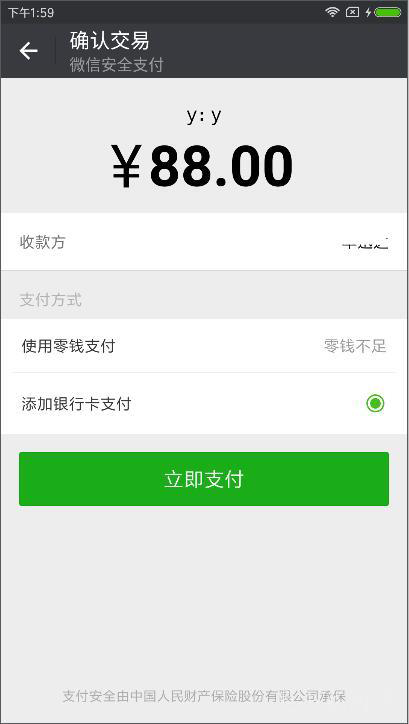 下午1:59
确认交易
微信安全支付
y: y
￥88.00
收款方
支付方式
使用零钱支付 零钱不足
添加银行卡支付
立即支付
支付安全由中国人民财产保险股份有限公司承保